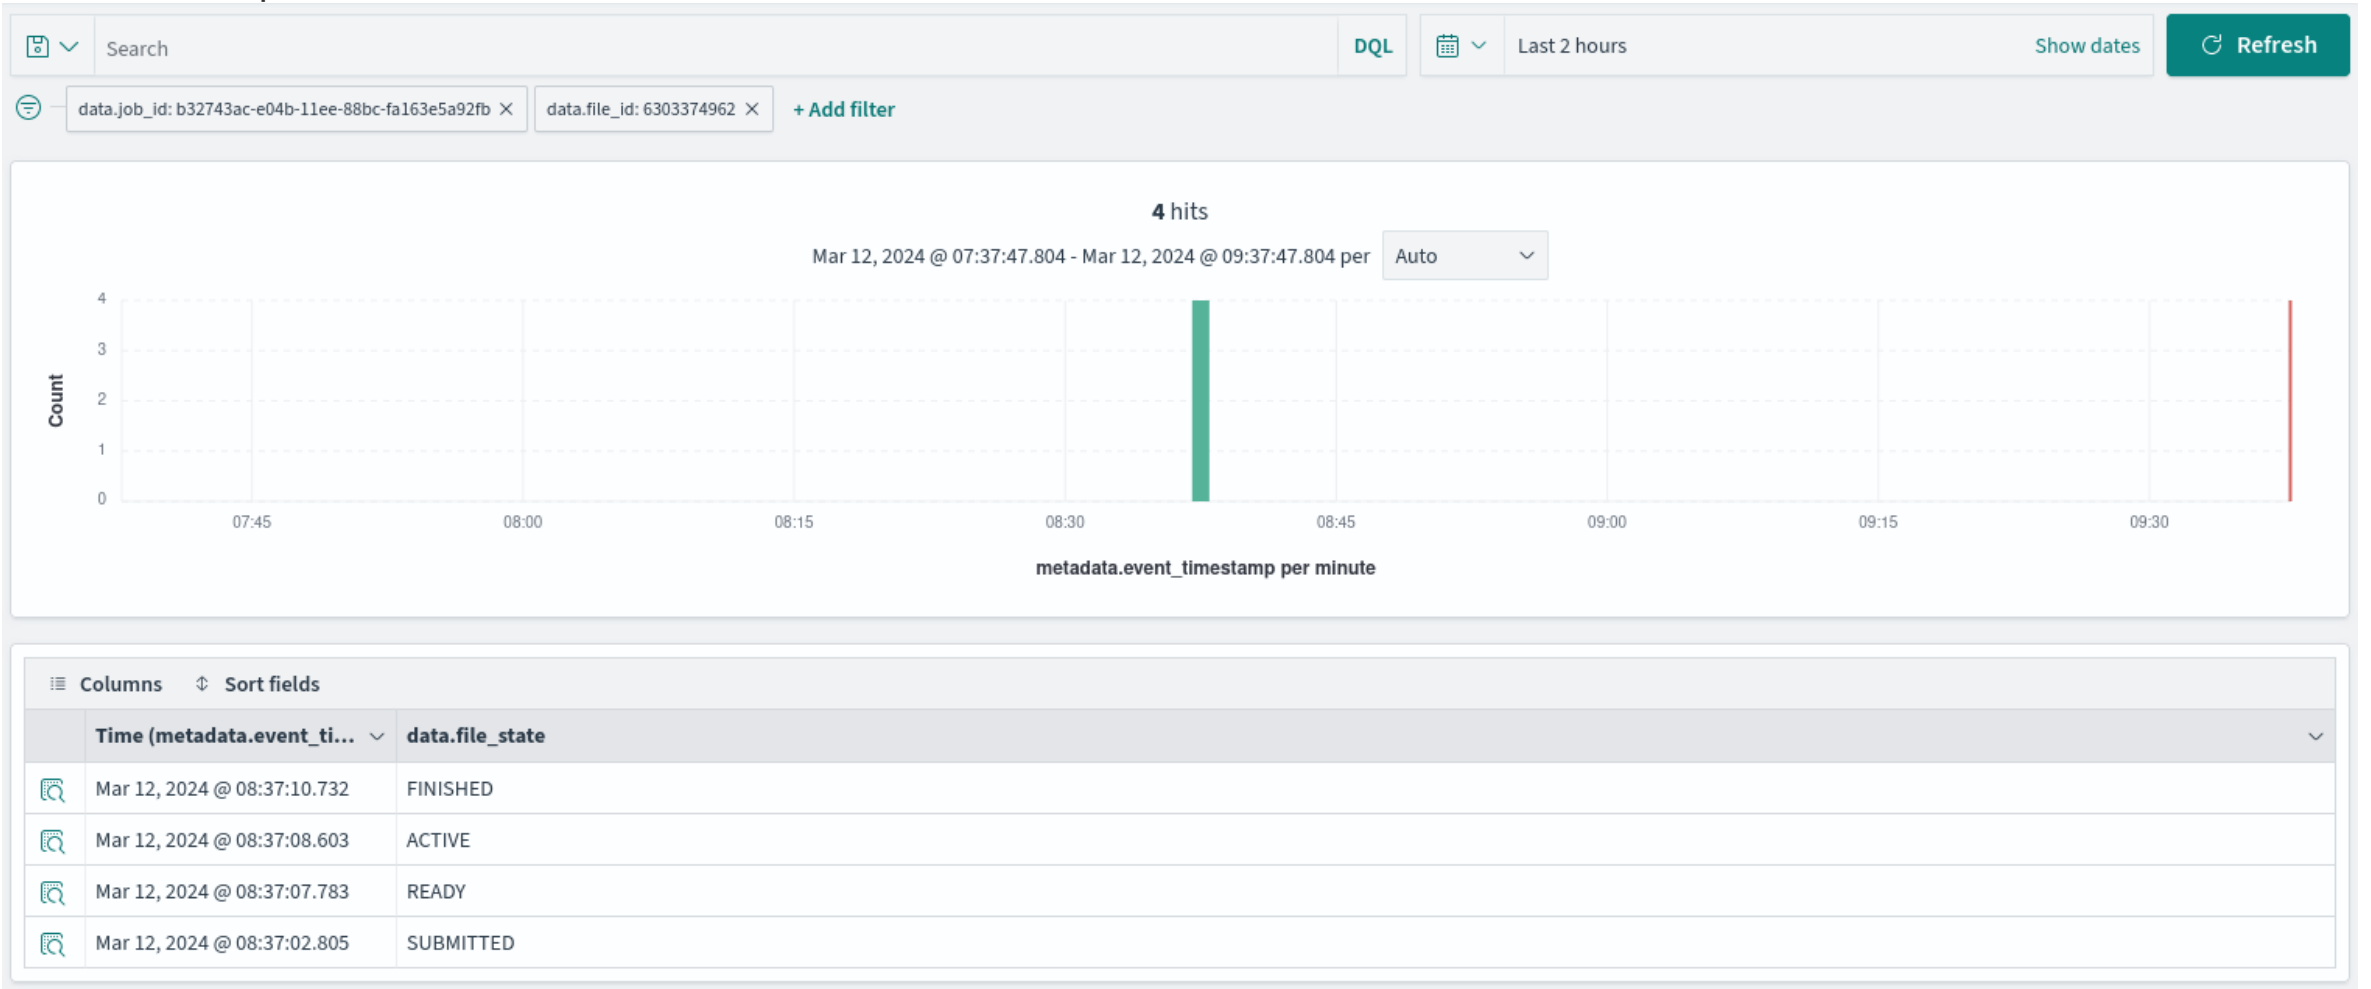 Search DQL Last 2 hours Show dates Refresh
data.job_id: b32743ac-e04b-11ee-88bc-fa163e5a92fb × data.file_id: 6303374962 × + Add filter
4 hits
Mar 12, 2024 @ 07:37:47.804 - Mar 12, 2024 @ 09:37:47.804 per Auto
4
3
2
1
0
Count
07:45 08:00 08:15 08:30 08:45 09:00 09:15 09:30
metadata.event_timestamp per minute
Columns Sort fields
Time (metadata.event_ti... data.file_state
Mar 12, 2024 @ 08:37:10.732 FINISHED
Mar 12, 2024 @ 08:37:08.603 ACTIVE
Mar 12, 2024 @ 08:37:07.783 READY
Mar 12, 2024 @ 08:37:02.805 SUBMITTED